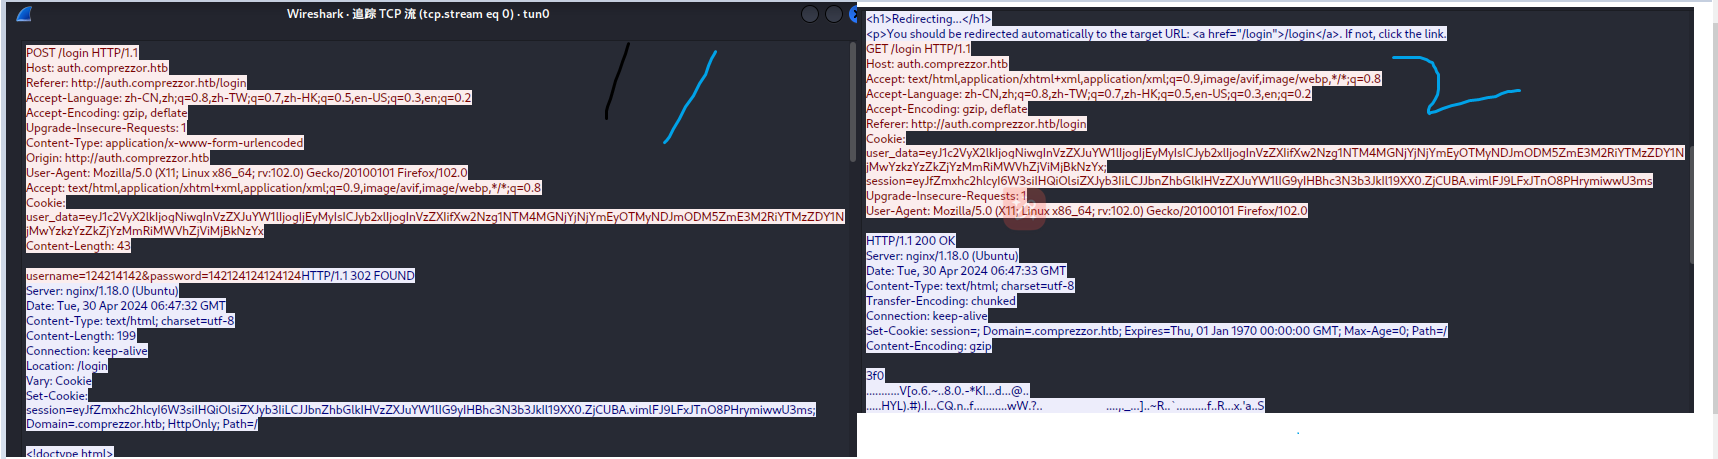 Wireshark · 追踪 TCP 流 (tcp.stream eq 0) · tun0
POST /login HTTP/1.1
Host: auth.comprezzor.htb
Referer: http://auth.comprezzor.htb/login
Accept-Language: zh-CN,zh;q=0.8,zh-TW;q=0.7,zh-HK;q=0.5,en-US;q=0.3,en;q=0.2
Accept-Encoding: gzip, deflate
Upgrade-Insecure-Requests: 1
Content-Type: application/x-www-form-urlencoded
Origin: http://auth.comprezzor.htb
User-Agent: Mozilla/5.0 (X11; Linux x86_64; rv:102.0) Gecko/20100101 Firefox/102.0
Accept: text/html,application/xhtml+xml,application/xml;q=0.9,image/avif,image/webp,*/*;q=0.8
Cookie:
user_data=eyJ1c2VyX2lkIjogNiwgInVzZXJuYW1lIjogIjEyMyIsICJyb2xlIjogInVzZXIifXw2Nzg1NTM4MGNjYjNjYmEyOTMyNDJmODM5ZmE3M2RiYTMzZDY1N
jMwYzkzYzZkZjYzMmRiMWVhZjViMjBkNzYx
Content-Length: 43
username=124214142&password=142124124124124HTTP/1.1 302 FOUND
Server: nginx/1.18.0 (Ubuntu)
Date: Tue, 30 Apr 2024 06:47:32 GMT
Content-Type: text/html; charset=utf-8
Content-Length: 199
Connection: keep-alive
Location: /login
Vary: Cookie
Set-Cookie:
session=eyJfZmxhc2hlcyI6W3siIHQiOlsiZXJyb3IiLCJJbnZhbGlkIHVzZXJuYW1lIG9yIHBhc3N3b3JkIl19XX0.ZjCUBA.vimlFJ9LFxJTnO8PHrymiwwU3ms;
Domain=.comprezzor.htb; HttpOnly; Path=/
<!doctype html>
<h1>Redirecting...</h1>
<p>You should be redirected automatically to the target URL: <a href="/login">/login</a>. If not, click the link.
GET /login HTTP/1.1
Host: auth.comprezzor.htb
Accept: text/html,application/xhtml+xml,application/xml;q=0.9,image/avif,image/webp,*/*;q=0.8
Accept-Language: zh-CN,zh;q=0.8,zh-TW;q=0.7,zh-HK;q=0.5,en-US;q=0.3,en;q=0.2
Accept-Encoding: gzip, deflate
Referer: http://auth.comprezzor.htb/login
Cookie:
user_data=eyJ1c2VyX2lkIjogNiwgInVzZXJuYW1lIjogIjEyMyIsICJyb2xlIjogInVzZXIifXw2Nzg1NTM4MGNjYjNjYmEyOTMyNDJmODM5ZmE3M2RiYTMzZDY1N
jMwYzkzYzZkZjYzMmRiMWVhZjViMjBkNzYx;
session=eyJfZmxhc2hlcyI6W3siIHQiOlsiZXJyb3IiLCJJbnZhbGlkIHVzZXJuYW1lIG9yIHBhc3N3b3JkIl19XX0.ZjCUBA.vimlFJ9LFxJTnO8PHrymiwwU3ms
Upgrade-Insecure-Requests: 1
User-Agent: Mozilla/5.0 (X11; Linux x86_64; rv:102.0) Gecko/20100101 Firefox/102.0
HTTP/1.1 200 OK
Server: nginx/1.18.0 (Ubuntu)
Date: Tue, 30 Apr 2024 06:47:33 GMT
Content-Type: text/html; charset=utf-8
Transfer-Encoding: chunked
Connection: keep-alive
Set-Cookie: session=; Domain=.comprezzor.htb; Expires=Thu, 01 Jan 1970 00:00:00 GMT; Max-Age=0; Path=/
Content-Encoding: gzip
3f0
...........V[o.6.~..8.0.-*KI...d...@..
.....HYL).#).I...CQ.n..f...........wW.?.. ....,._...]..~R..`..........f..R...x.'a..S